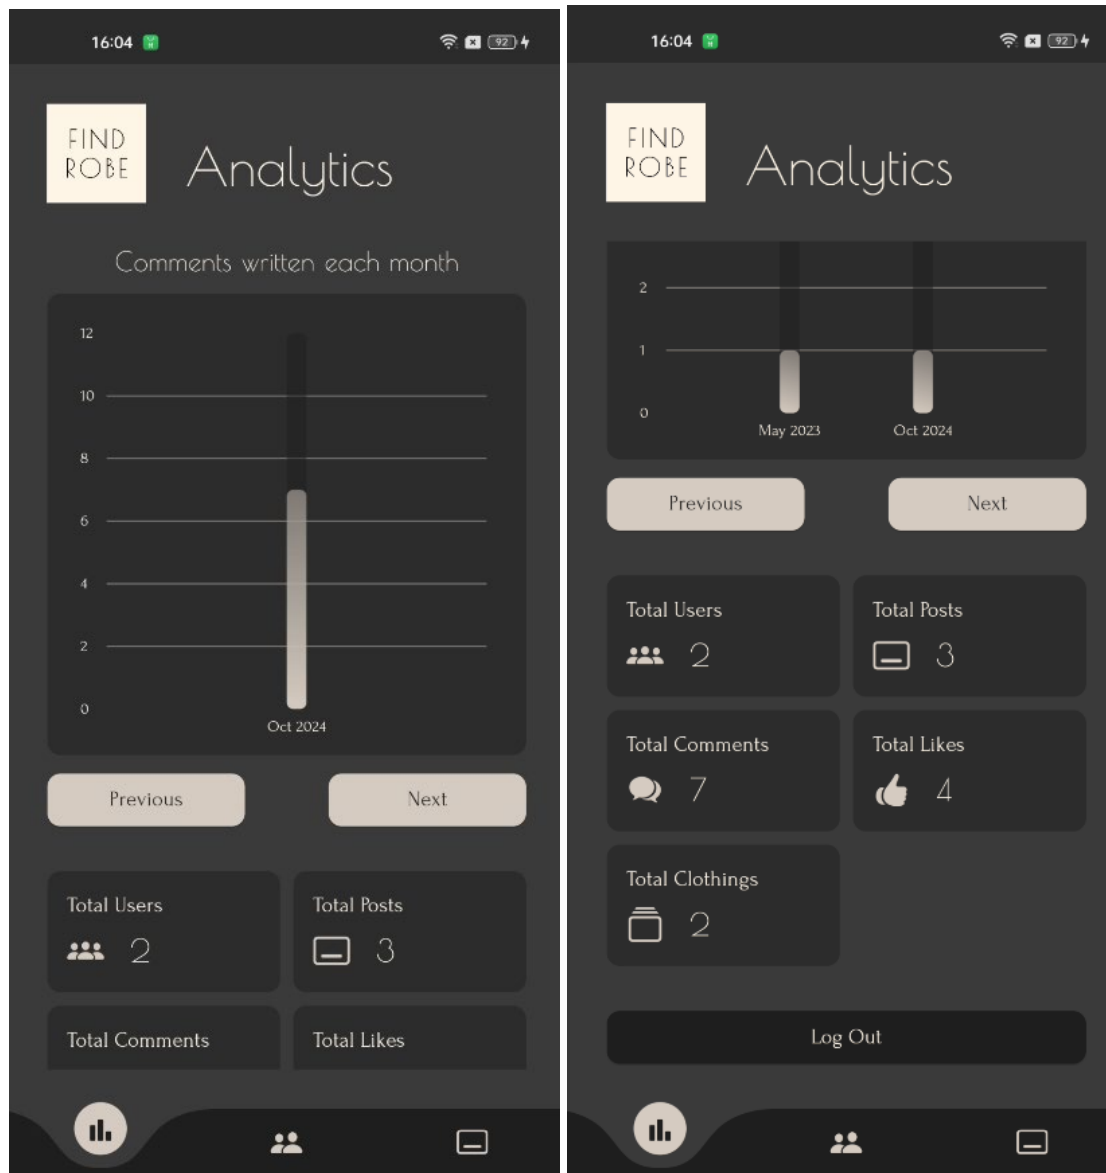 16:04
92
FIND
ROBE
Analytics
Comments written each month
12
10
8
6
4
2
0
Oct 2024
Previous Next
Total Users Total Posts
2 3
Total Comments Total Likes
16:04
92
FIND
ROBE
Analytics
2
1
0
May 2023 Oct 2024
Previous Next
Total Users Total Posts
2 3
Total Comments Total Likes
7 4
Total Clothings
2
Log Out